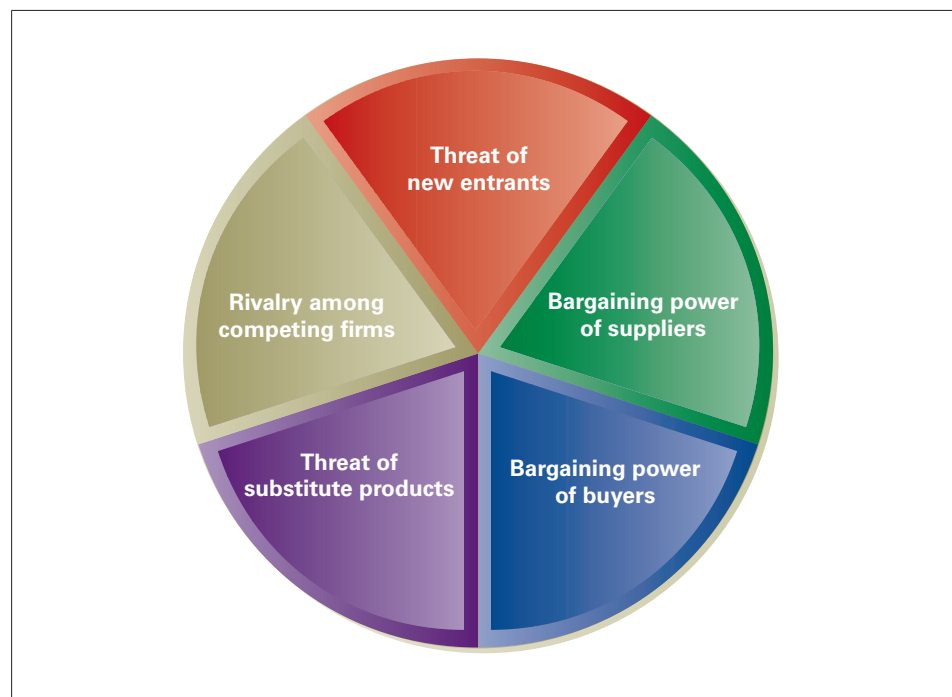 Threat of
new entrants
Bargaining power
of suppliers
Bargaining power
of buyers
Threat of
substitute products
Rivalry among
competing firms